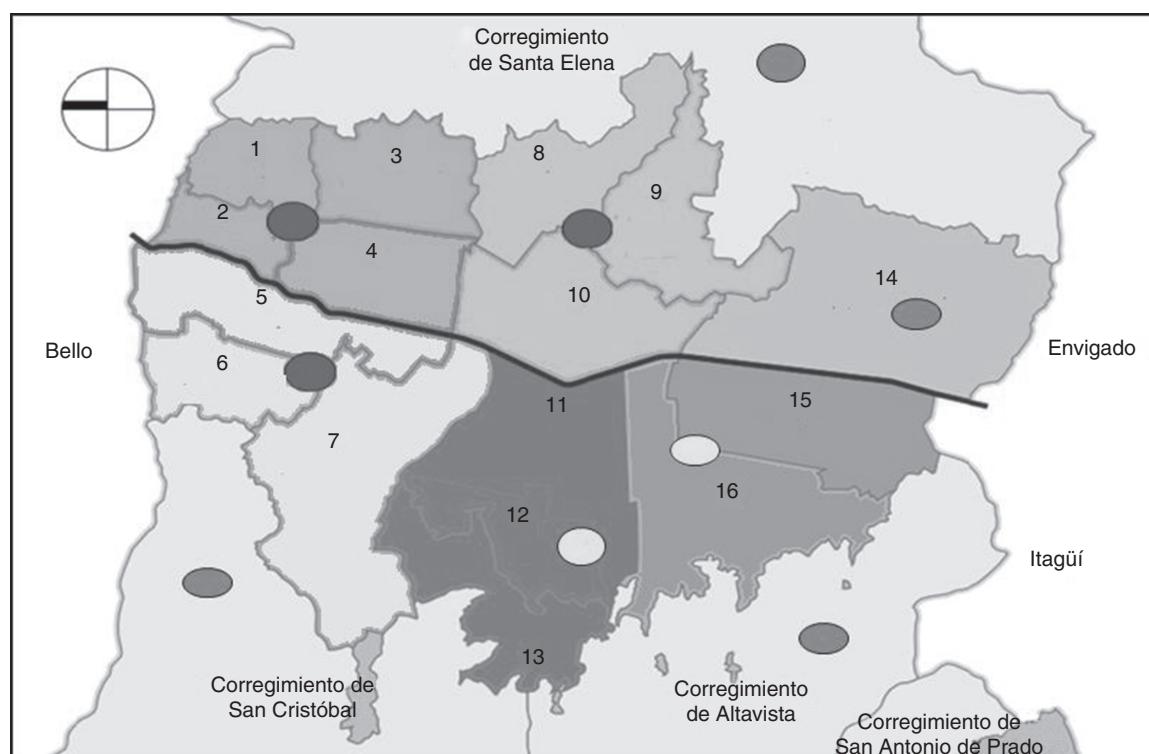 Corregimiento
de Santa Elena
1
3
8
9
2
4
10
14
5
Bello
6
Envigado
11
15
7
12
16
Itagüí
13
Corregimiento de
San Cristóbal
Corregimiento
de Altavista
Corregimiento de
San Antonio de Prado